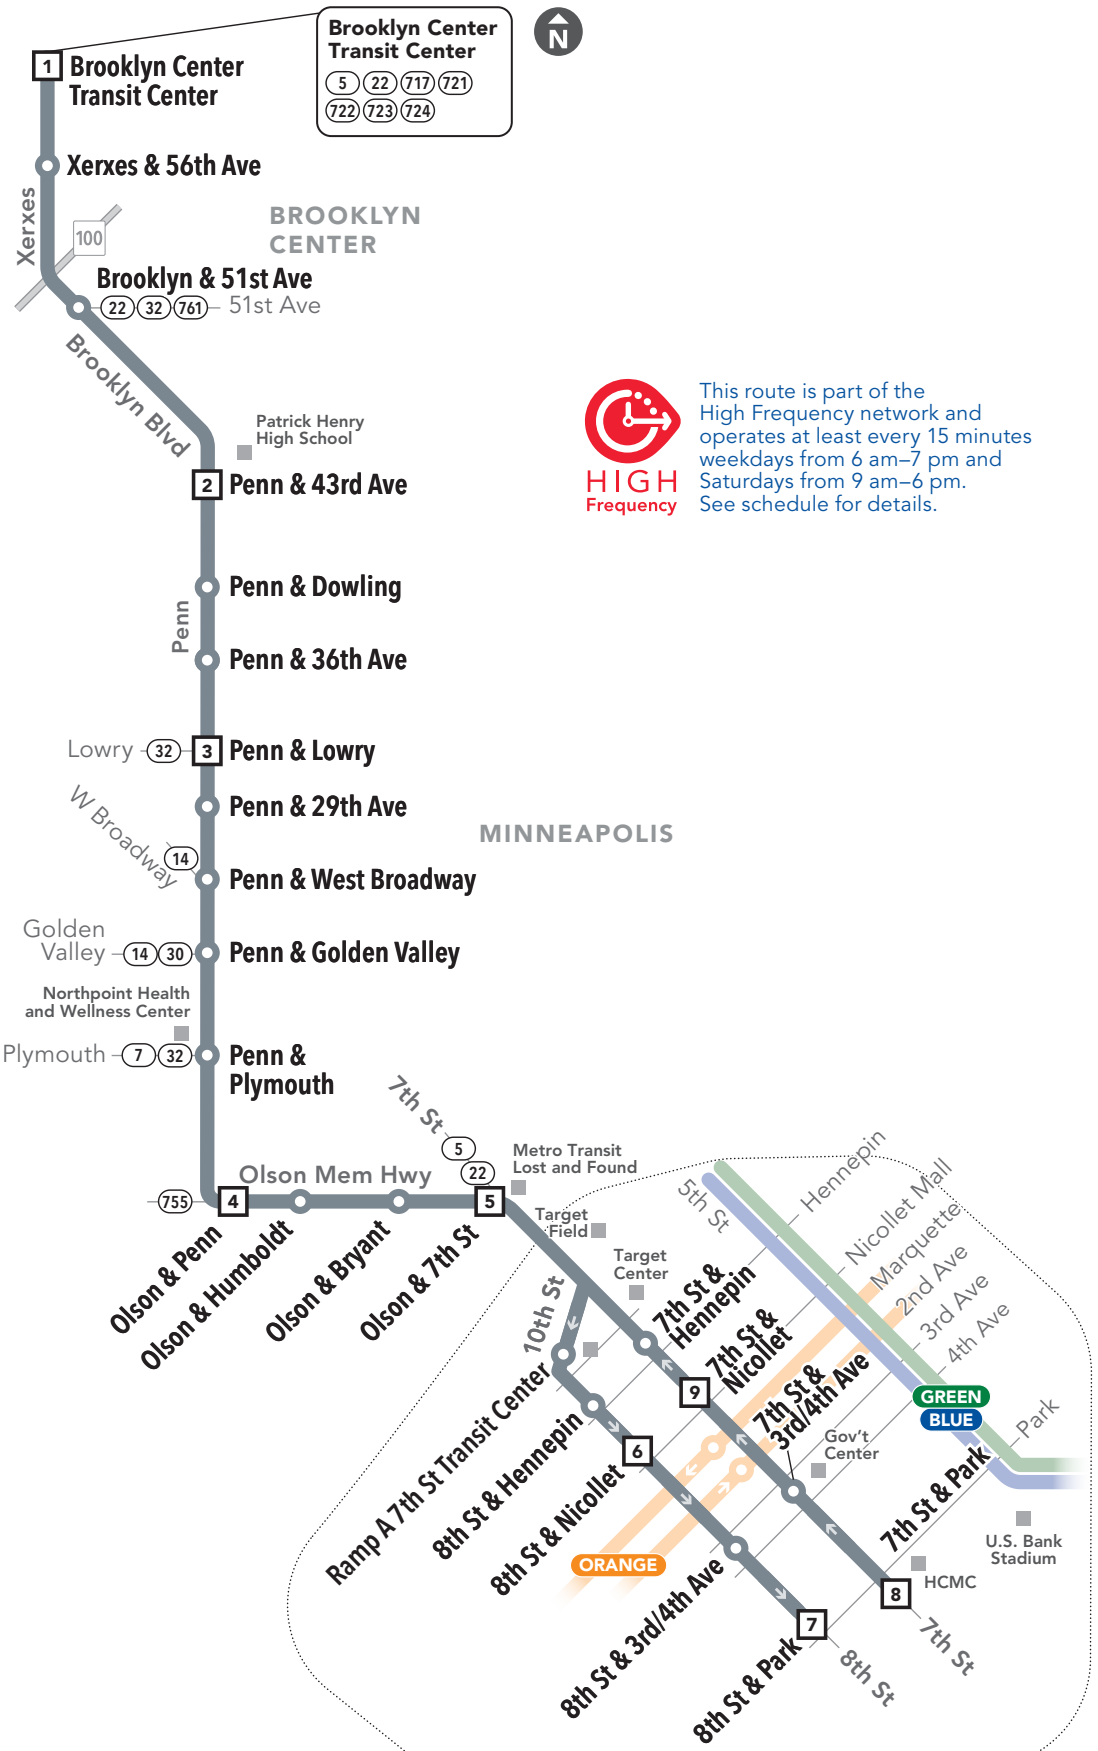 Brooklyn Center
Transit Center
5 22 717 721
722 723 724
N
1
Brooklyn Center
Transit Center
Xerxes & 56th Ave
Xerxes
100
BROOKLYN
CENTER
Brooklyn & 51st Ave
22 32 761 51st Ave
Brooklyn Blvd
Patrick Henry
High School
2 Penn & 43rd Ave
HIGH
Frequency
This route is part of the
High Frequency network and
operates at least every 15 minutes
weekdays from 6 am–7 pm and
Saturdays from 9 am–6 pm.
See schedule for details.
Penn & Dowling
Penn
Penn & 36th Ave
Lowry 32 3 Penn & Lowry
Penn & 29th Ave
W Broadway
14
MINNEAPOLIS
Penn & West Broadway
Golden
Valley 14 30
Penn & Golden Valley
Northpoint Health
and Wellness Center
Plymouth 7 32
Penn &
Plymouth
7th St
5
22
Metro Transit
Lost and Found
Olson Mem Hwy
755 4
5
Olson & Penn
Olson & Humboldt
Olson & Bryant
Olson & 7th St
Target
Field
Target
Center
10th St
5th St
Hennepin
Nicollet Mall
Marquette
2nd Ave
3rd Ave
4th Ave
Park
7th St &
Hennepin
9
7th St &
Nicollet
7th St &
3rd/4th Ave
Gov't
Center
GREEN
BLUE
7th St & Park
U.S. Bank
Stadium
HCMC
8
7th St
Ramp A 7th St Transit Center
8th St & Hennepin
6
8th St & Nicollet
ORANGE
8th St & 3rd/4th Ave
7
8th St & Park
8th St